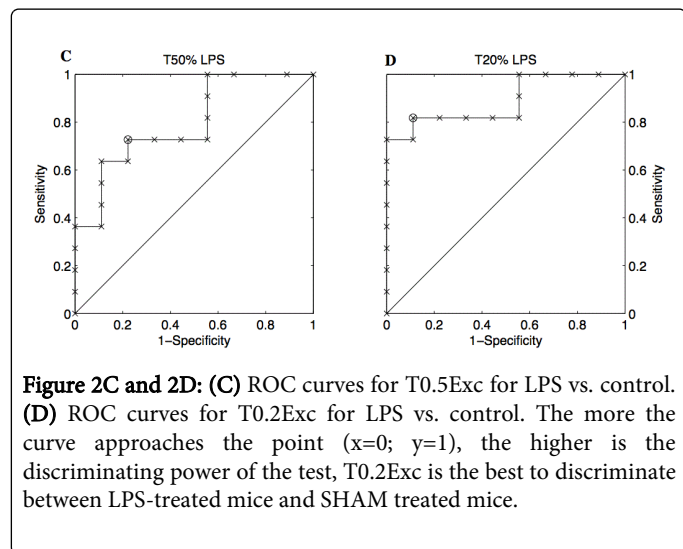 C
T50% LPS
1
0.8
0.6
0.4
0.2
0
Sensitivity
0 0.2 0.4 0.6 0.8 1
1−Specificity
D
T20% LPS
1
0.8
0.6
0.4
0.2
0
Sensitivity
0 0.2 0.4 0.6 0.8 1
1−Specificity
Figure 2C and 2D: (C) ROC curves for T0.5Exc for LPS vs. control.
(D) ROC curves for T0.2Exc for LPS vs. control. The more the
curve approaches the point (x=0; y=1), the higher is the
discriminating power of the test, T0.2Exc is the best to discriminate
between LPS-treated mice and SHAM treated mice.